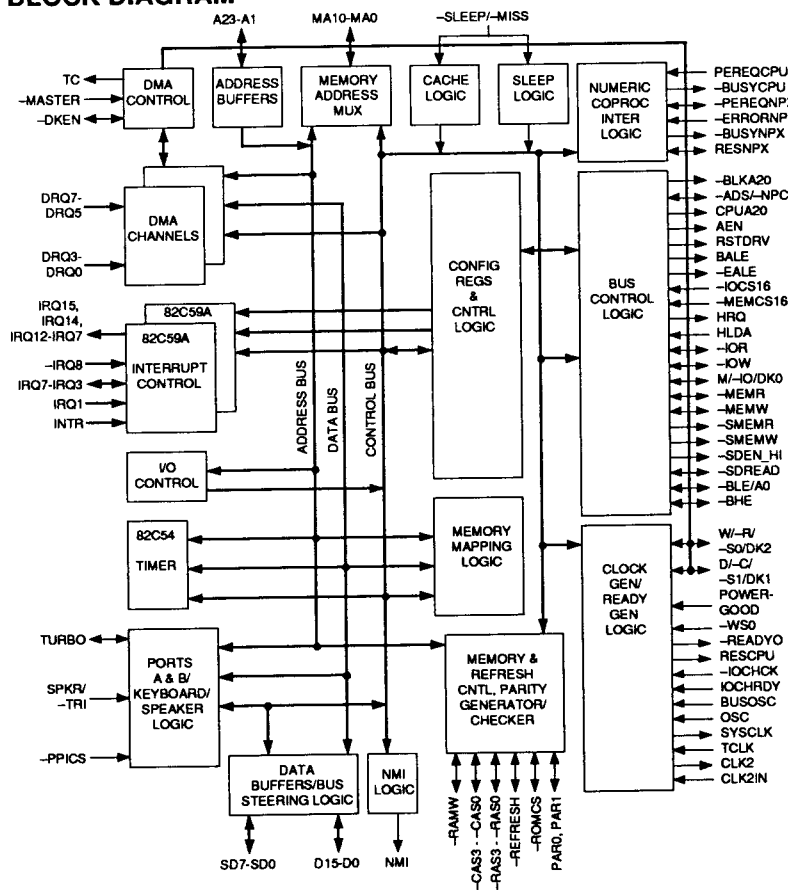 BLOCK DIAGRAM
A23-A1
MA10-MA0
–SLEEP/–MISS
TC
–MASTER
–DKEN
DMA
CONTROL
ADDRESS
BUFFERS
MEMORY
ADDRESS
MUX
CACHE
LOGIC
SLEEP
LOGIC
NUMERIC
COPROC
INTER
LOGIC
PEREQCPU
–BUSYCPU
–PEREQNPX
–ERRORNP
–BUSYNPX
RESNPX
DRQ7-
DRQ5
DRQ3-
DRQ0
DMA
CHANNELS
CONFIG
REGS
&
CNTRL
LOGIC
BUS
CONTROL
LOGIC
–BLKA20
–ADS/–NPC
CPUA20
AEN
RSTDRV
BALE
–EALE
–IOCS16
–MEMCS16
HRQ
HLDA
–IOR
–IOW
M/–IO/DK0
–MEMR
–MEMW
–SMEMR
–SMEMW
–SDEN_HI
–SDREAD
–BLE/A0
–BHE
IRQ15,
IRQ14,
IRQ12-IRQ7
–IRQ8
IRQ7-IRQ3
IRQ1
INTR
82C59A
82C59A
INTERRUPT
CONTROL
ADDRESS BUS
DATA BUS
CONTROL BUS
I/O
CONTROL
82C54
TIMER
MEMORY
MAPPING
LOGIC
CLOCK
GEN/
READY
GEN
LOGIC
W/–R/
–S0/DK2
D/–C/
–S1/DK1
POWER-
GOOD
–WS0
–READYO
RESCPU
–IOCHCK
IOCHRDY
BUSOSC
OSC
SYSCLK
TCLK
CLK2
CLK2IN
TURBO
SPKR/
–TRI
–PPICS
PORTS
A & B/
KEYBOARD/
SPEAKER
LOGIC
MEMORY &
REFRESH
CNTL, PARITY
GENERATOR/
CHECKER
DATA
BUFFERS/BUS
STEERING LOGIC
NMI
LOGIC
SD7-SD0
D15-D0
NMI
–RAMW
–CAS3 - –CAS0
–RAS3 - –RAS0
–REFRESH
–ROMCS
PAR0, PAR1